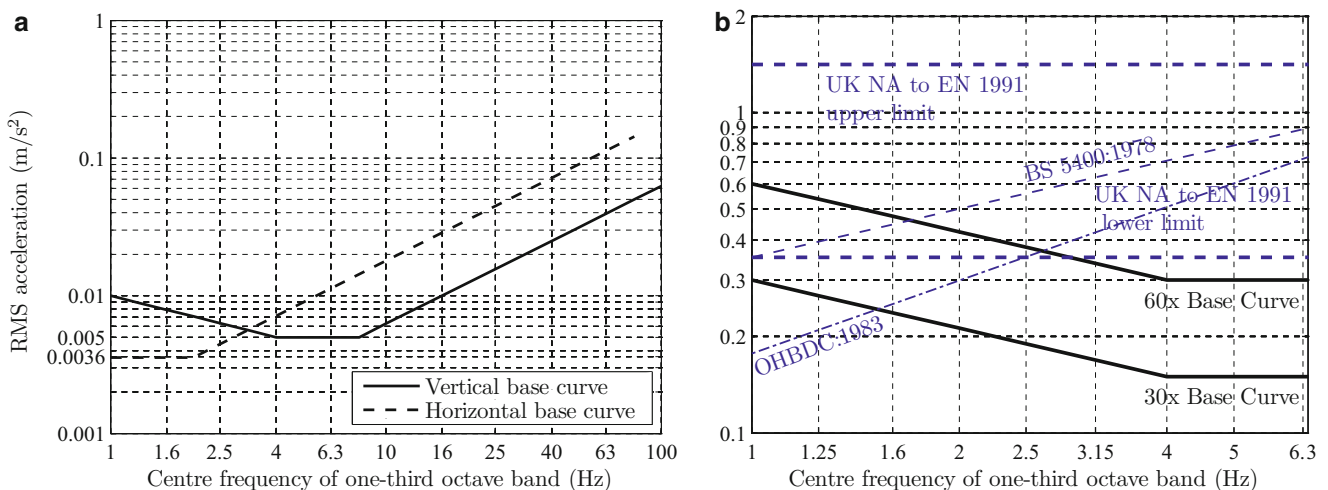 a
1
0.1
0.01
0.005
0.0036
0.001
RMS acceleration (m/s²)
Vertical base curve
Horizontal base curve
1 1.6 2.5 4 6.3 10 16 25 40 63 100
Centre frequency of one-third octave band (Hz)
b
2
1
0.9
0.8
0.7
0.6
0.5
0.4
0.3
0.2
0.1
UK NA to EN 1991
upper limit
BS 5400:1978
UK NA to EN 1991
lower limit
60x Base Curve
OHBDC:1983
30x Base Curve
1 1.25 1.6 2 2.5 3.15 4 5 6.3
Centre frequency of one-third octave band (Hz)